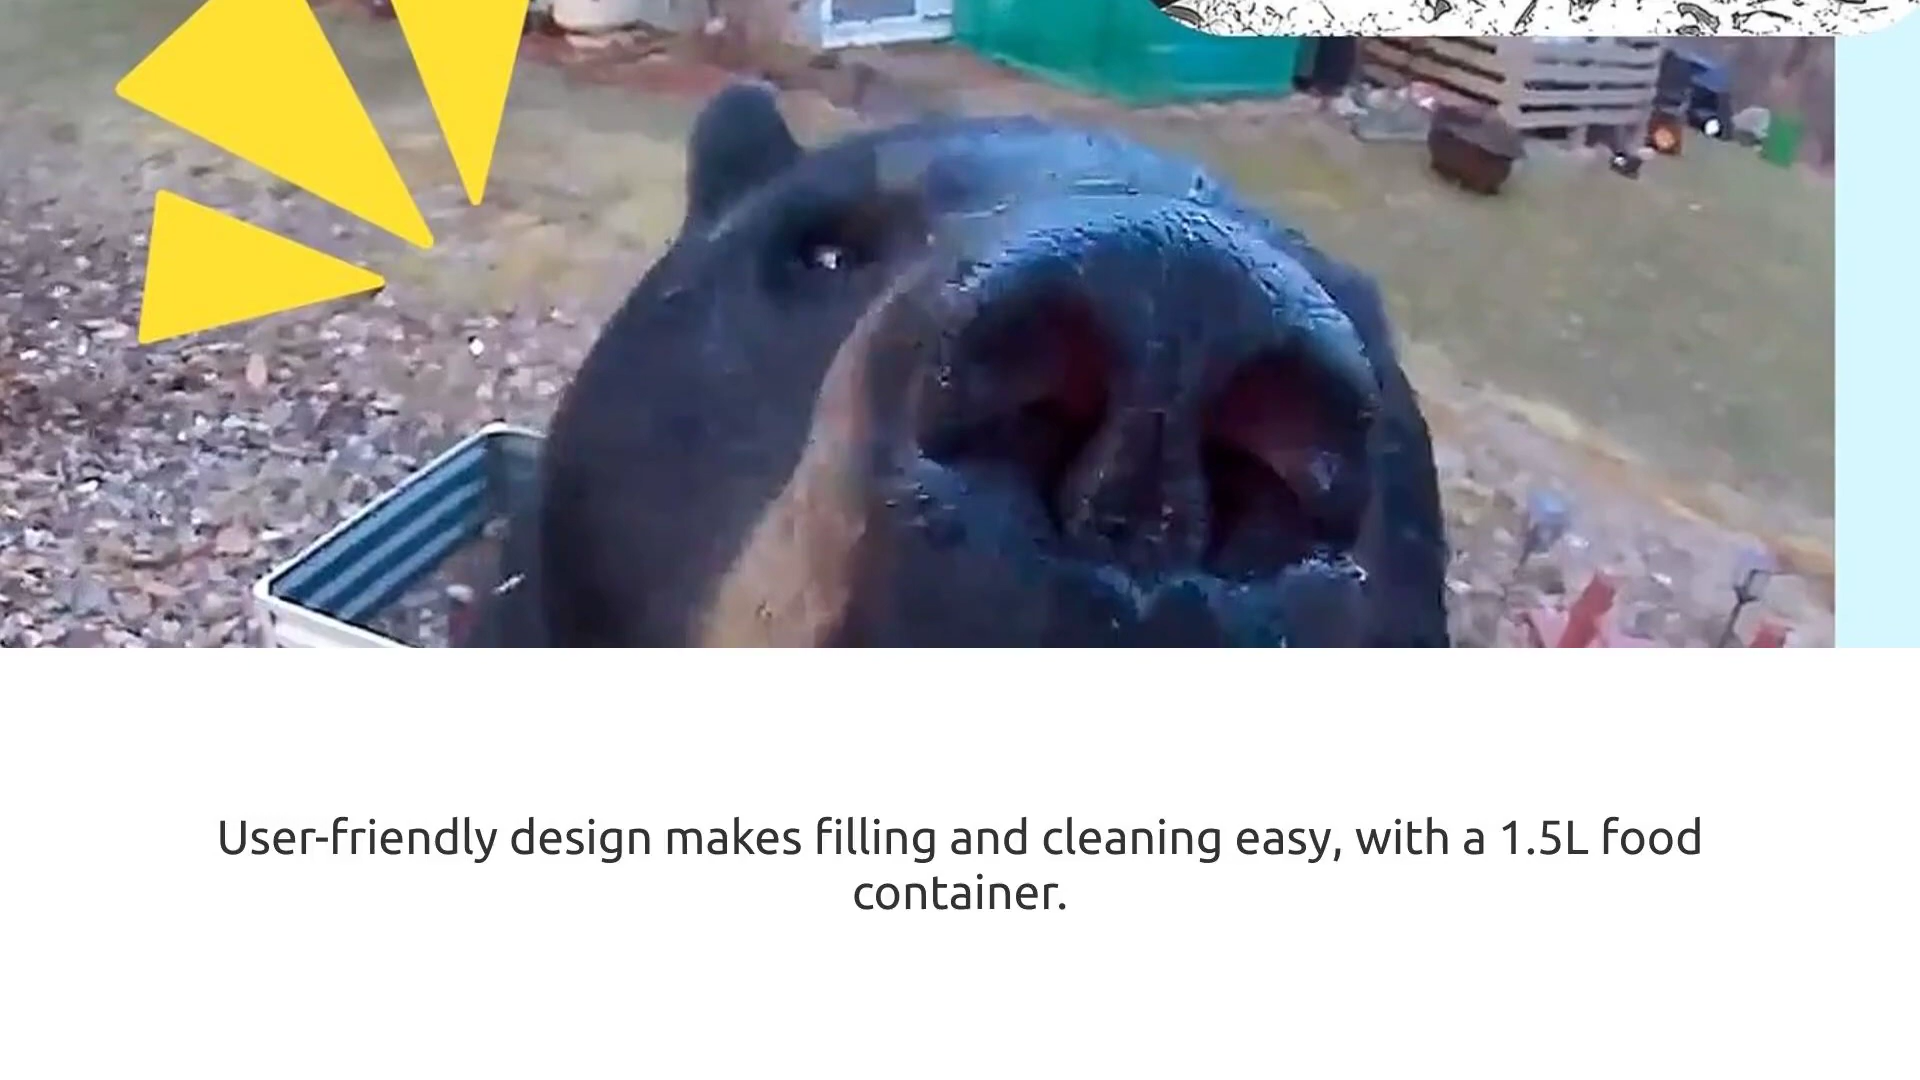 User-friendly design makes filling and cleaning easy, with a 1.5L food
container.